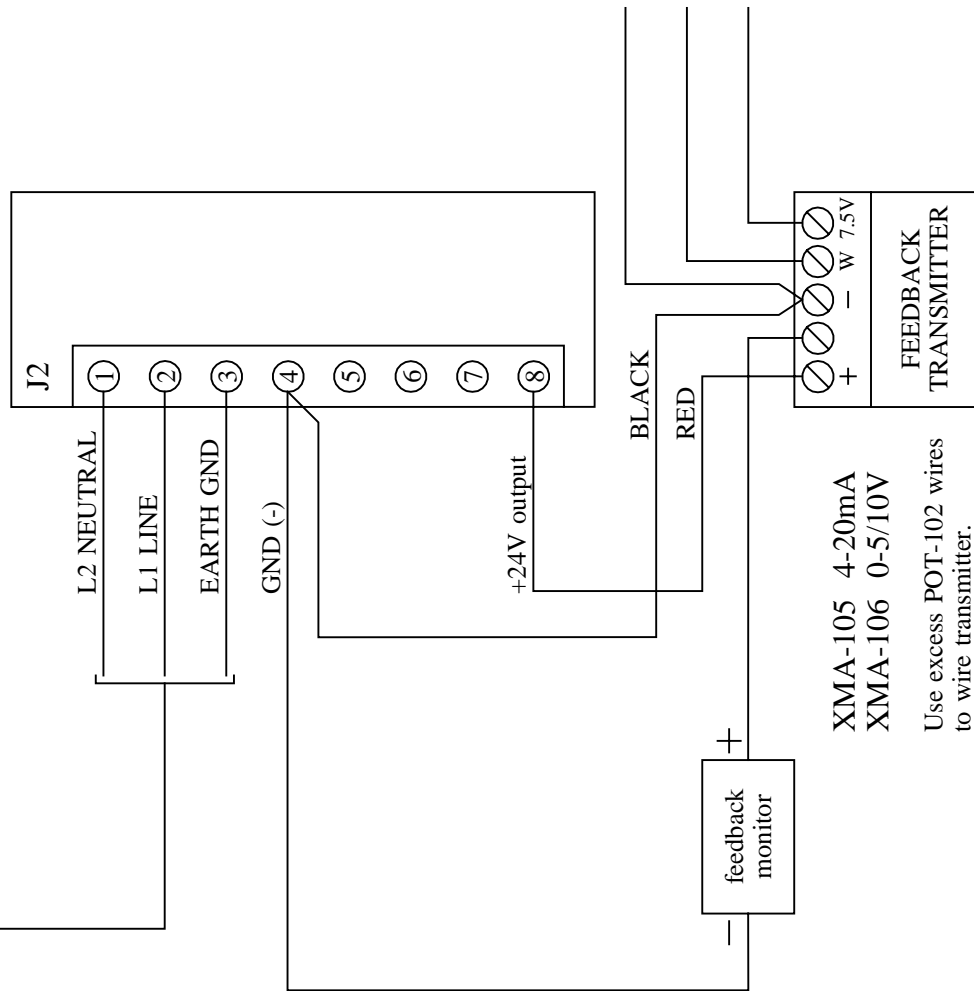 J2
1
2
3
4
5
6
7
8
L2 NEUTRAL
L1 LINE
EARTH GND
GND (-)
+24V output
BLACK
RED
+
−
W
7.5V
FEEDBACK
TRANSMITTER
XMA-105 4-20mA
XMA-106 0-5/10V
Use excess POT-102 wires
to wire transmitter.
−
+
feedback
monitor